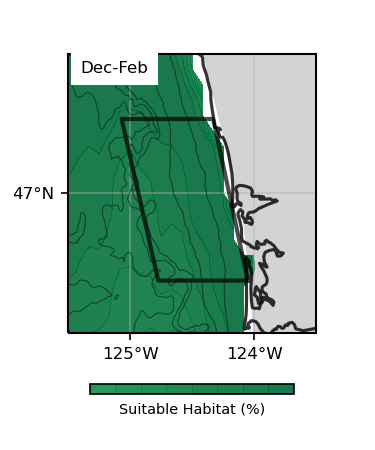 Dec-Feb
47°N
125°W
124°W
Suitable Habitat (%)